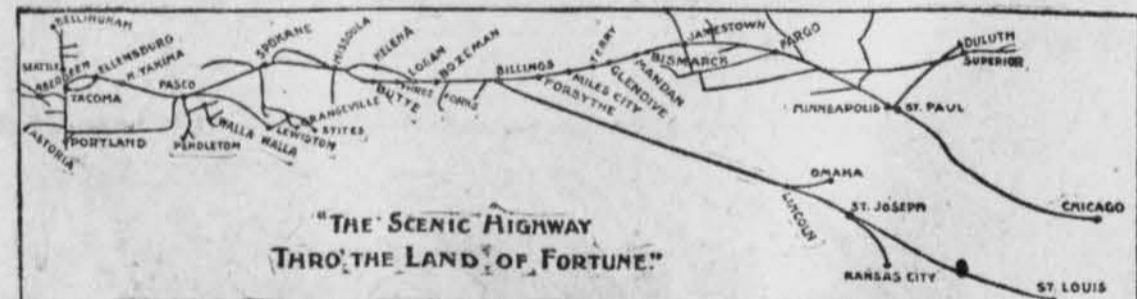 BELLINGHAM
SEATTLE
ABERDEEN
ELLENSBURG
N. YAKIMA
TACOMA
PASCO
SPOKANE
MISSOULA
HELENA
LOGAN
BOZEMAN
BUTTE
FORKS
BILLINGS
FORSYTHE
MILES CITY
TERRY
GLENDIVE
MANDAN
BISMARCK
JAMESTOWN
FARGO
DULUTH
SUPERIOR
MINNEAPOLIS
ST. PAUL
ASTORIA
PORTLAND
PENDLETON
WALLA
WALLA
LEWISTON
GRANGEVILLE
STITES
OMAHA
LINCOLN
ST. JOSEPH
CHICAGO
KANSAS CITY
ST. LOUIS
"THE SCENIC HIGHWAY
THRO' THE LAND OF FORTUNE."